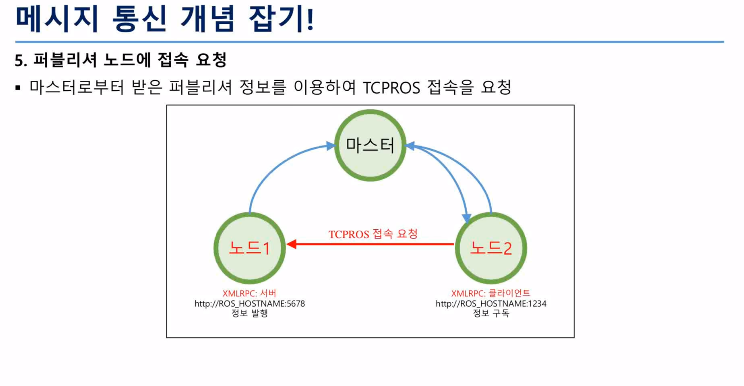 메시지 통신 개념 잡기!
5. 퍼블리셔 노드에 접속 요청
▪ 마스터로부터 받은 퍼블리셔 정보를 이용하여 TCPROS 접속을 요청
마스터
TCPROS 접속 요청
노드1
노드2
XMLRPC: 서버
http://ROS_HOSTNAME:5678
정보 발행
XMLRPC: 클라이언트
http://ROS_HOSTNAME:1234
정보 구독